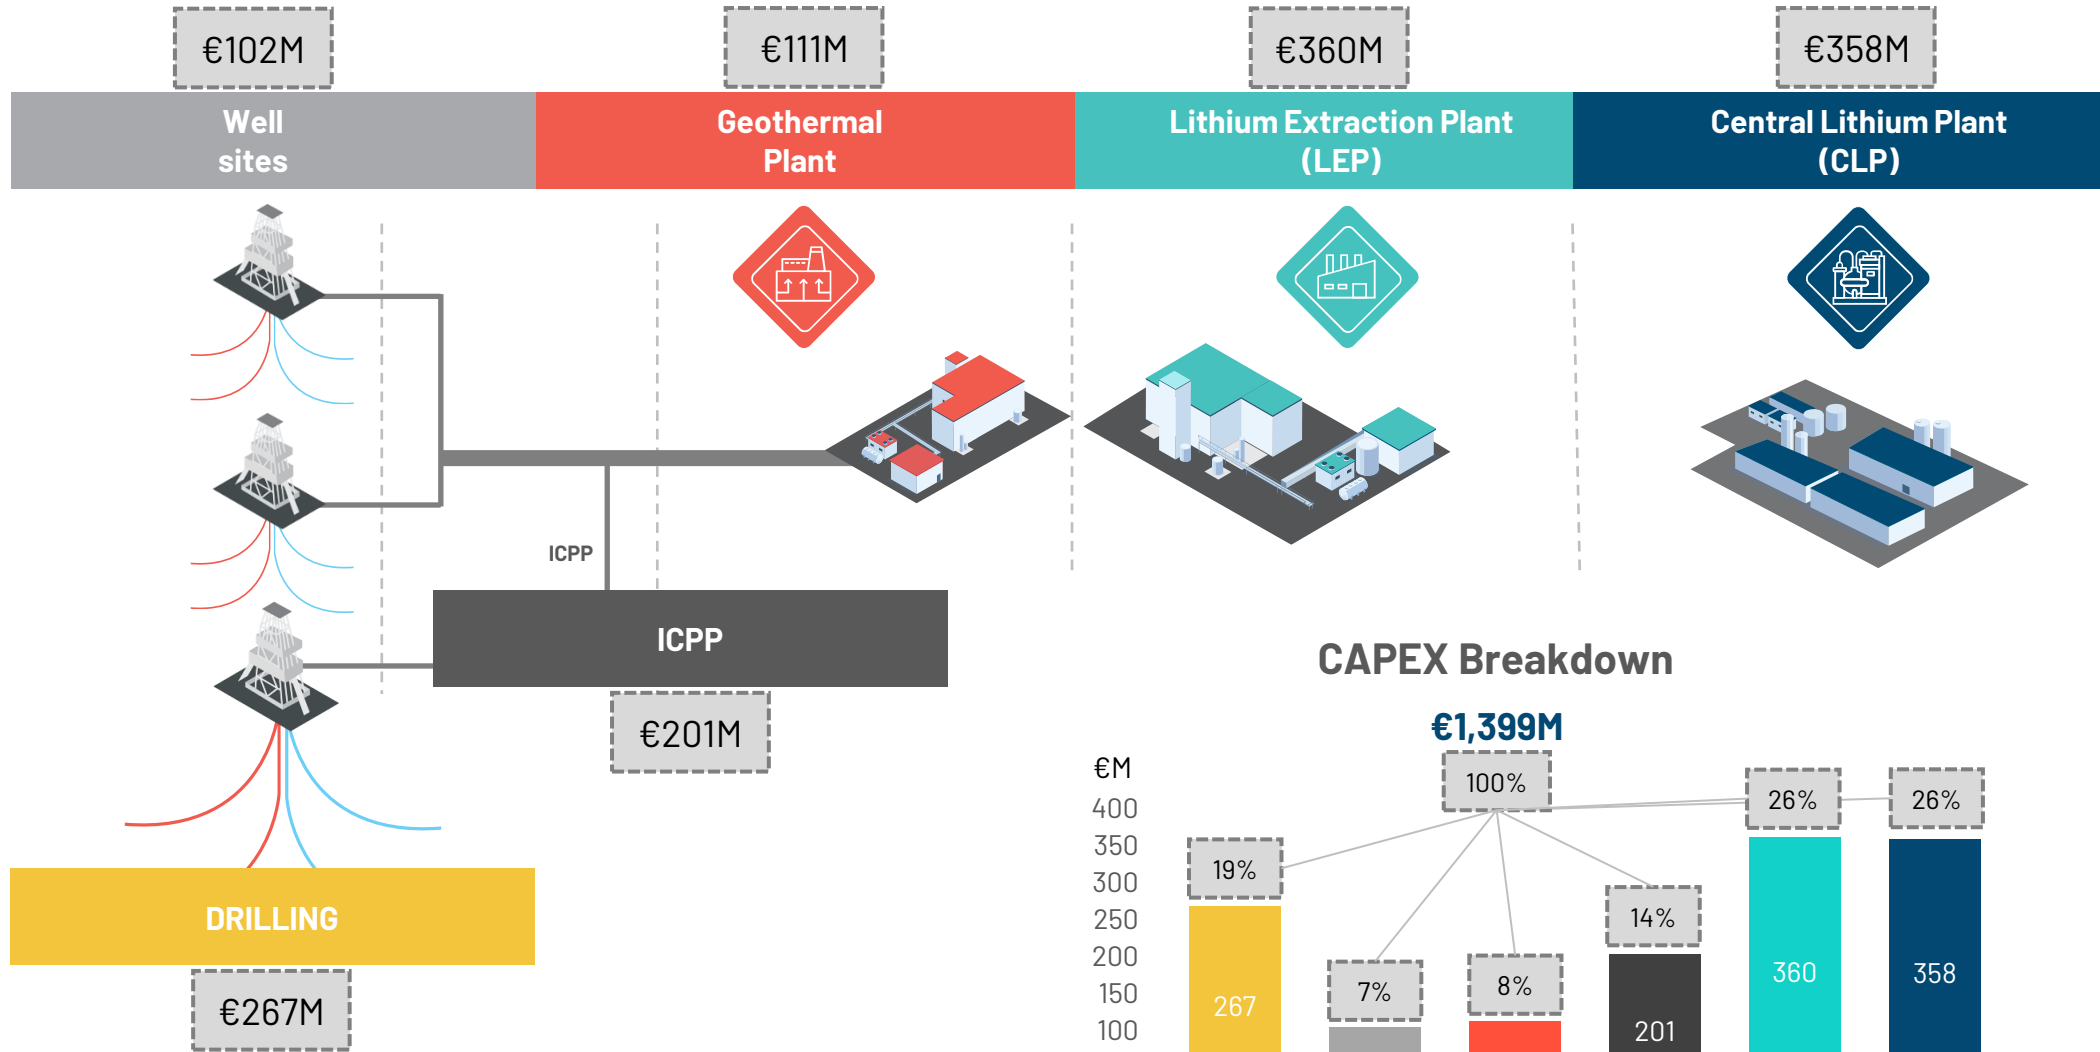 €102M
€111M
€360M
€358M
Well
sites
Geothermal
Plant
Lithium Extraction Plant
(LEP)
Central Lithium Plant
(CLP)
ICPP
ICPP
€201M
DRILLING
€267M
CAPEX Breakdown
€1,399M
€M
400
350
300
250
200
150
100
100%
19%
7%
8%
14%
26%
26%
267
201
360
358